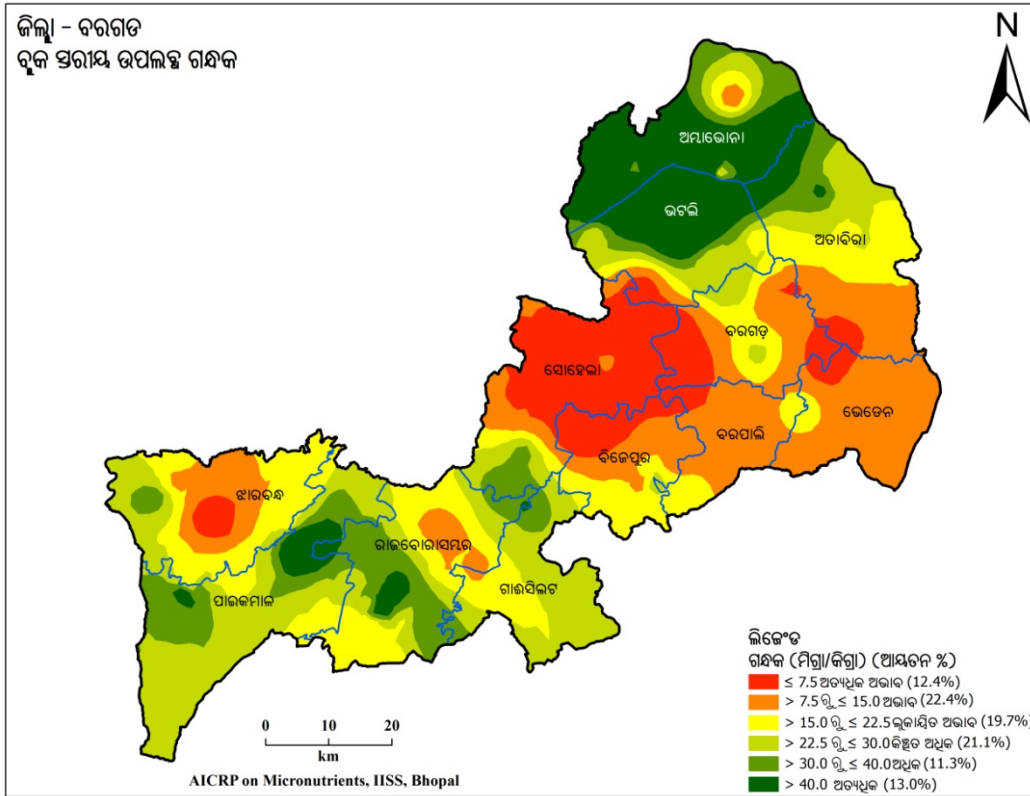 ଜିଲ୍ଲା - ବରଗଡ
ବ୍ଲକ ସ୍ତରୀୟ ଉପଲବ୍ଧ ଗନ୍ଧକ
N
ଅମ୍ଭାଭୋନା
ଭଟଲି
ଅତାବିରା
ବରଗଡ଼
ସୋହେଲା
ଭେଡେନ
ବରପାଲି
ବିଜେପୁର
ଝାରବନ୍ଧ
ରାଜବୋରାସମ୍ଭର
ଗାଈସିଲଟ
ପାଇକମାଳ
ଲିଜେଂଡ
ଗନ୍ଧକ (ମିଗ୍ରା/କିଗ୍ରା) (ଆୟତନ %)
≤ 7.5 ଅତ୍ୟଧିକ ଅଭାବ (12.4%)
> 7.5 ରୁ ≤ 15.0 ଅଭାବ (22.4%)
> 15.0 ରୁ ≤ 22.5 ଲୁକାୟିତ ଅଭାବ (19.7%)
> 22.5 ରୁ ≤ 30.0 କିଞ୍ଚିତ ଅଧିକ (21.1%)
> 30.0 ରୁ ≤ 40.0 ଅଧିକ (11.3%)
> 40.0 ଅତ୍ୟଧିକ (13.0%)
0 10 20
km
AICRP on Micronutrients, IISS, Bhopal